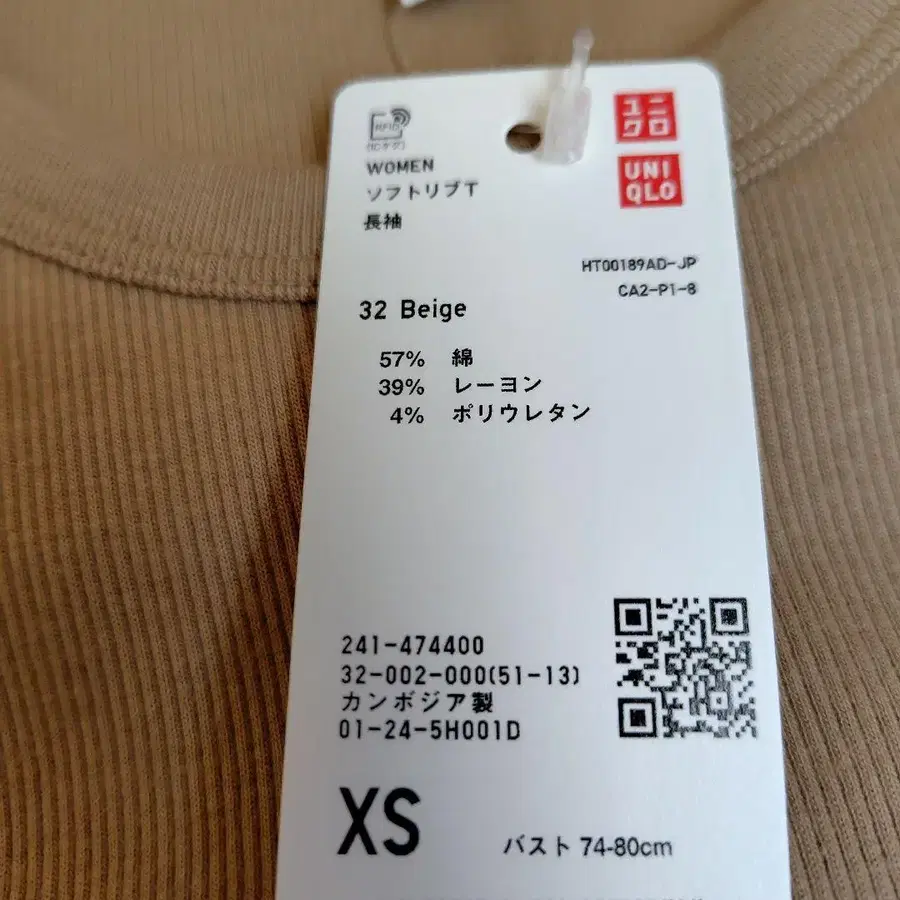 RFID
(ICタグ)
ユニ
クロ
UNI
QLO
WOMEN
ソフトリブT
長袖
HT00189AD-JP
CA2-P1-8
32 Beige
57% 綿
39% レーヨン
4% ポリウレタン
241-474400
32-002-000(51-13)
カンボジア製
01-24-5H001D
XS
バスト 74-80cm